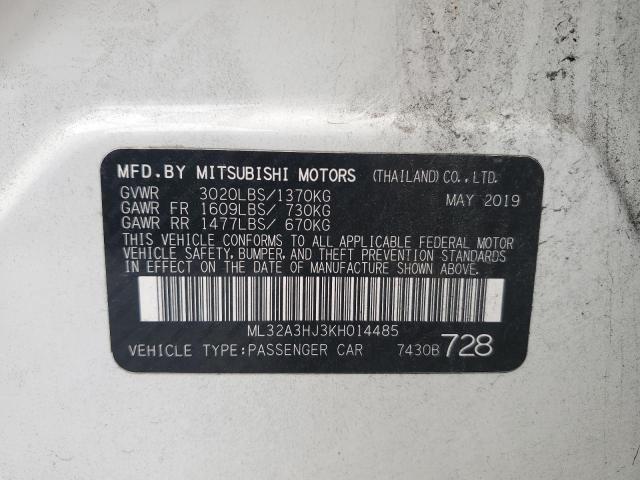 MFD.BY MITSUBISHI MOTORS (THAILAND)CO.,LTD.
GVWR 3020LBS/1370KG MAY 2019
GAWR FR 1609LBS/ 730KG
GAWR RR 1477LBS/ 670KG
THIS VEHICLE CONFORMS TO ALL APPLICABLE FEDERAL MOTOR
VEHICLE SAFETY, BUMPER, AND THEFT PREVENTION STANDARDS
IN EFFECT ON THE DATE OF MANUFACTURE SHOWN ABOVE.
ML32A3HJ3KH014485
VEHICLE TYPE:PASSENGER CAR 7430B 728